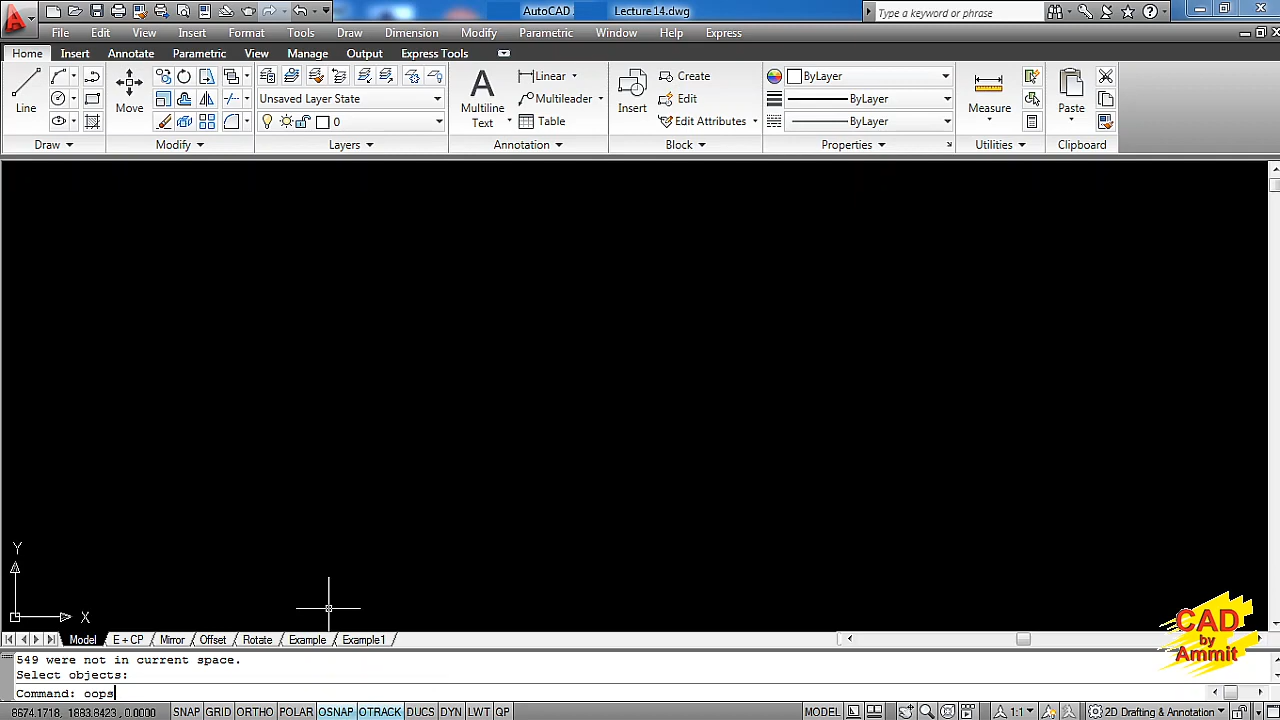 AutoCAD Lecture 14.dwg Type a keyword or phrase
File Edit View Insert Format Tools Draw Dimension Modify Parametric Window Help Express
Home Insert Annotate Parametric View Manage Output Express Tools
Line
Move
Unsaved Layer State
0
Multiline
Text
Linear
Multileader
Table
Insert
Create
Edit
Edit Attributes
ByLayer
ByLayer
ByLayer
Measure
Paste
Draw Modify Layers Annotation Block Properties Utilities Clipboard
Y
X
Model E + CP Mirror Offset Rotate Example Example1
549 were not in current space.
Select objects:
Command: oops
8674.1718, 1883.8423, 0.0000 SNAP GRID ORTHO POLAR OSNAP OTRACK DUCS DYN LWT QP MODEL 1:1 2D Drafting & Annotation
CAD
by
Ammit